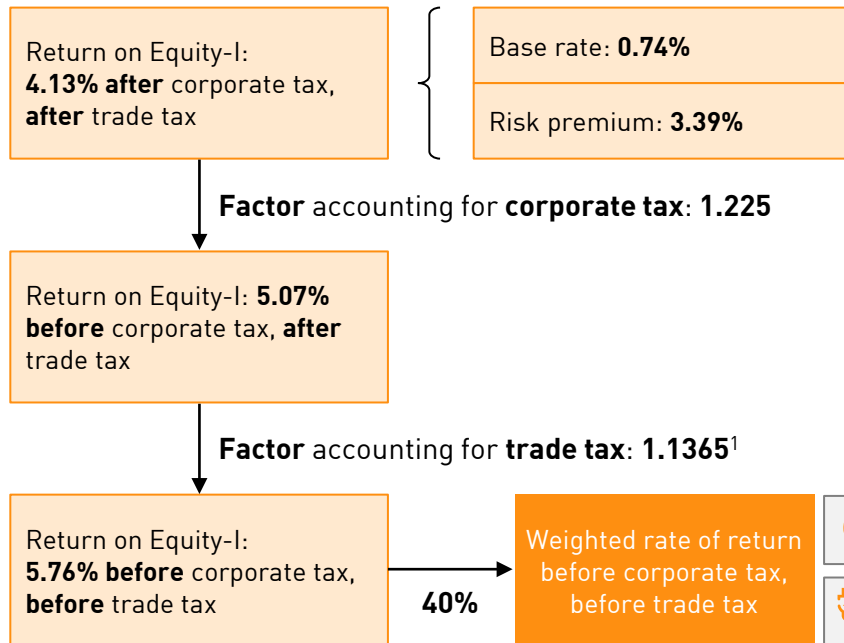 Return on Equity-I:
4.13% after corporate tax,
after trade tax
Base rate: 0.74%
Risk premium: 3.39%
Factor accounting for corporate tax: 1.225
Return on Equity-I: 5.07%
before corporate tax, after
trade tax
Factor accounting for trade tax: 1.1365¹
Return on Equity-I:
5.76% before corporate tax,
before trade tax
40%
Weighted rate of return
before corporate tax,
before trade tax